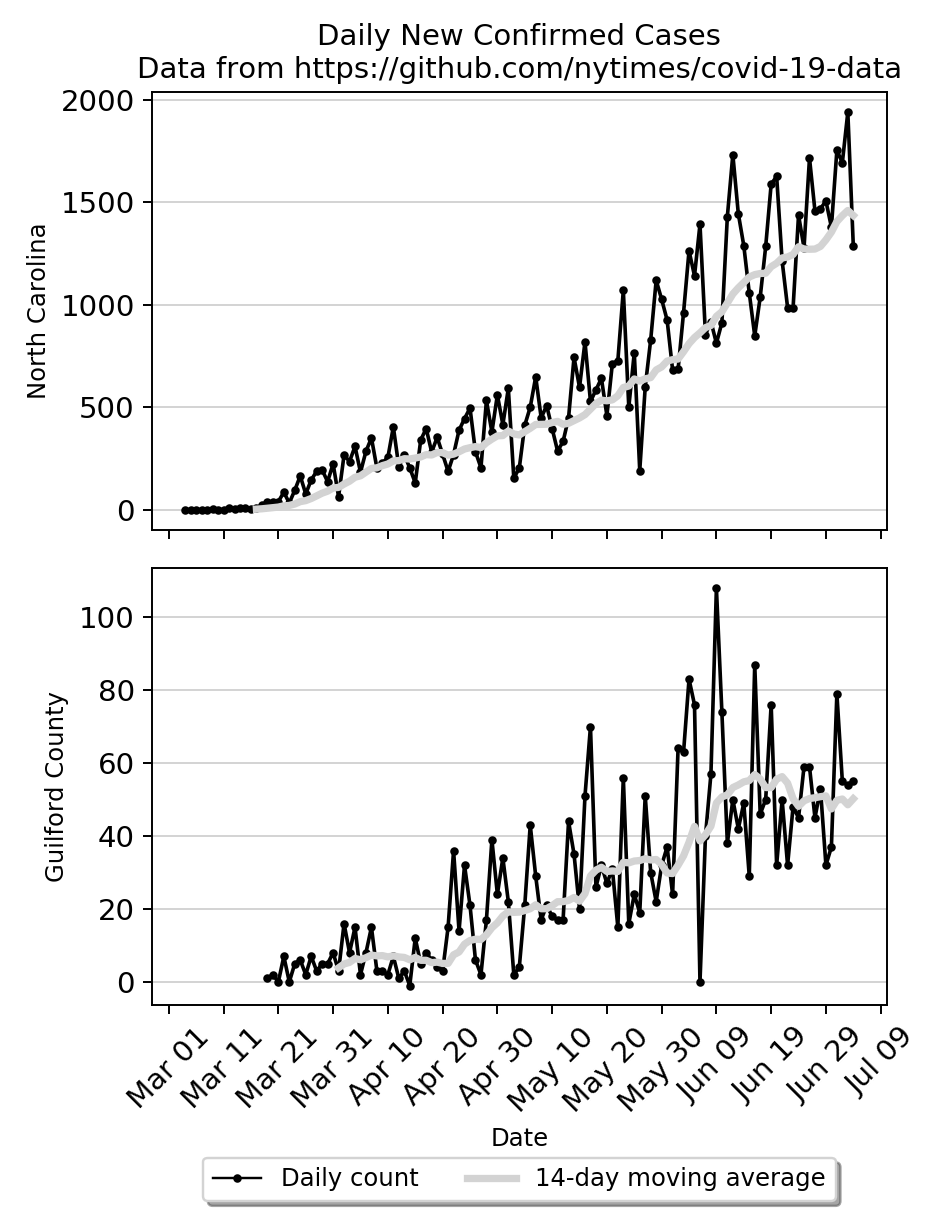 Daily New Confirmed Cases
Data from https://github.com/nytimes/covid-19-data
2000
1500
1000
500
0
North Carolina
100
80
60
40
20
0
Guilford County
Mar 01 Mar 11 Mar 21 Mar 31 Apr 10 Apr 20 Apr 30 May 10 May 20 May 30 Jun 09 Jun 19 Jun 29 Jul 09
Date
Daily count 14-day moving average